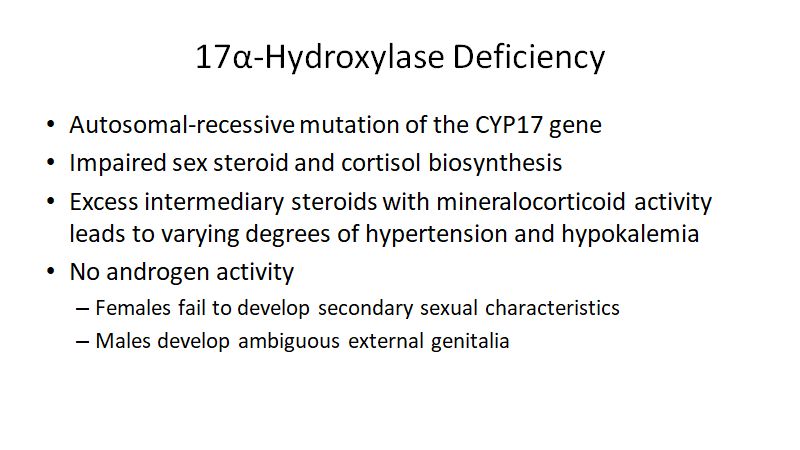 17α-Hydroxylase Deficiency
• Autosomal-recessive mutation of the CYP17 gene
• Impaired sex steroid and cortisol biosynthesis
• Excess intermediary steroids with mineralocorticoid activity
leads to varying degrees of hypertension and hypokalemia
• No androgen activity
– Females fail to develop secondary sexual characteristics
– Males develop ambiguous external genitalia